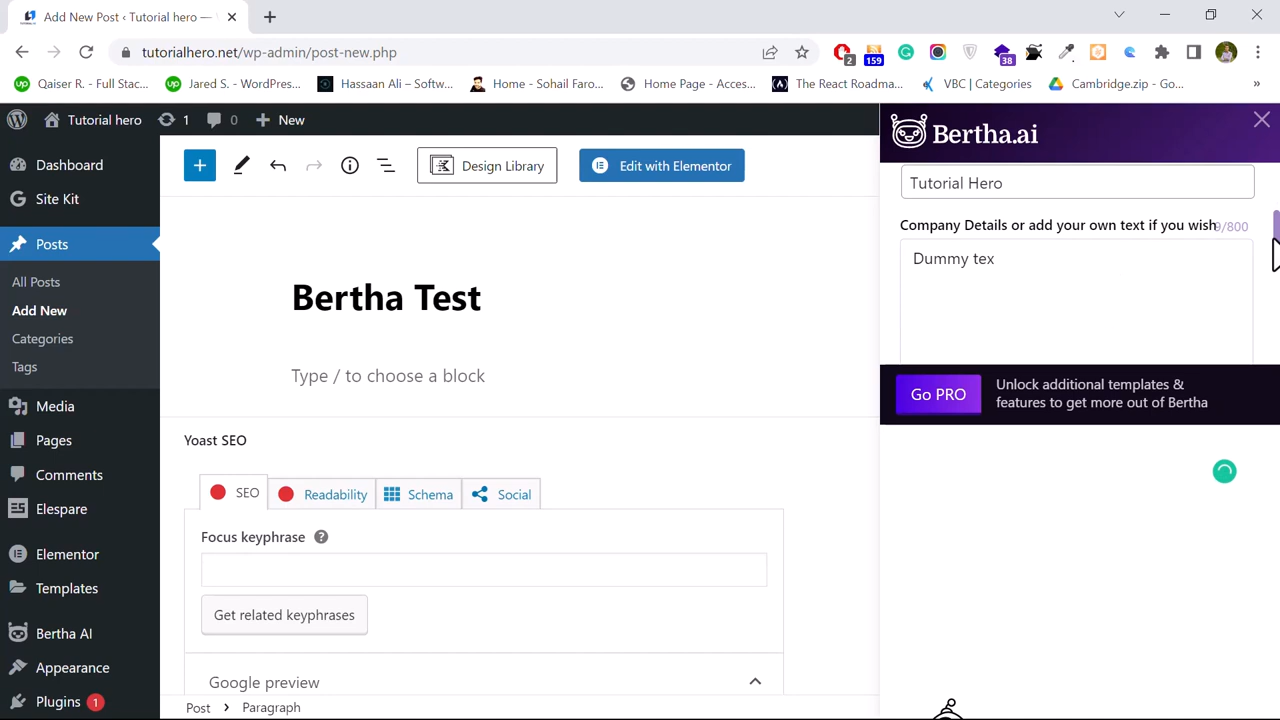 Add New Post ‹ Tutorial hero —
tutorialhero.net/wp-admin/post-new.php
2
159
38
Qaiser R. - Full Stac...
Jared S. - WordPres...
Hassaan Ali – Softw...
Home - Sohail Faro...
Home Page - Acces...
The React Roadma...
VBC | Categories
Cambridge.zip - Go...
»
Tutorial hero
1
0
New
Dashboard
Site Kit
Posts
All Posts
Add New
Categories
Tags
Media
Pages
Comments
Elespare
Elementor
Templates
Bertha AI
Appearance
Plugins 1
Design Library
Edit with Elementor
Bertha Test
Type / to choose a block
Yoast SEO
SEO
Readability
Schema
Social
Focus keyphrase
Get related keyphrases
Google preview
Post
Paragraph
Bertha.ai
Tutorial Hero
Company Details or add your own text if you wish
9/800
Dummy tex
Go PRO
Unlock additional templates &
features to get more out of Bertha